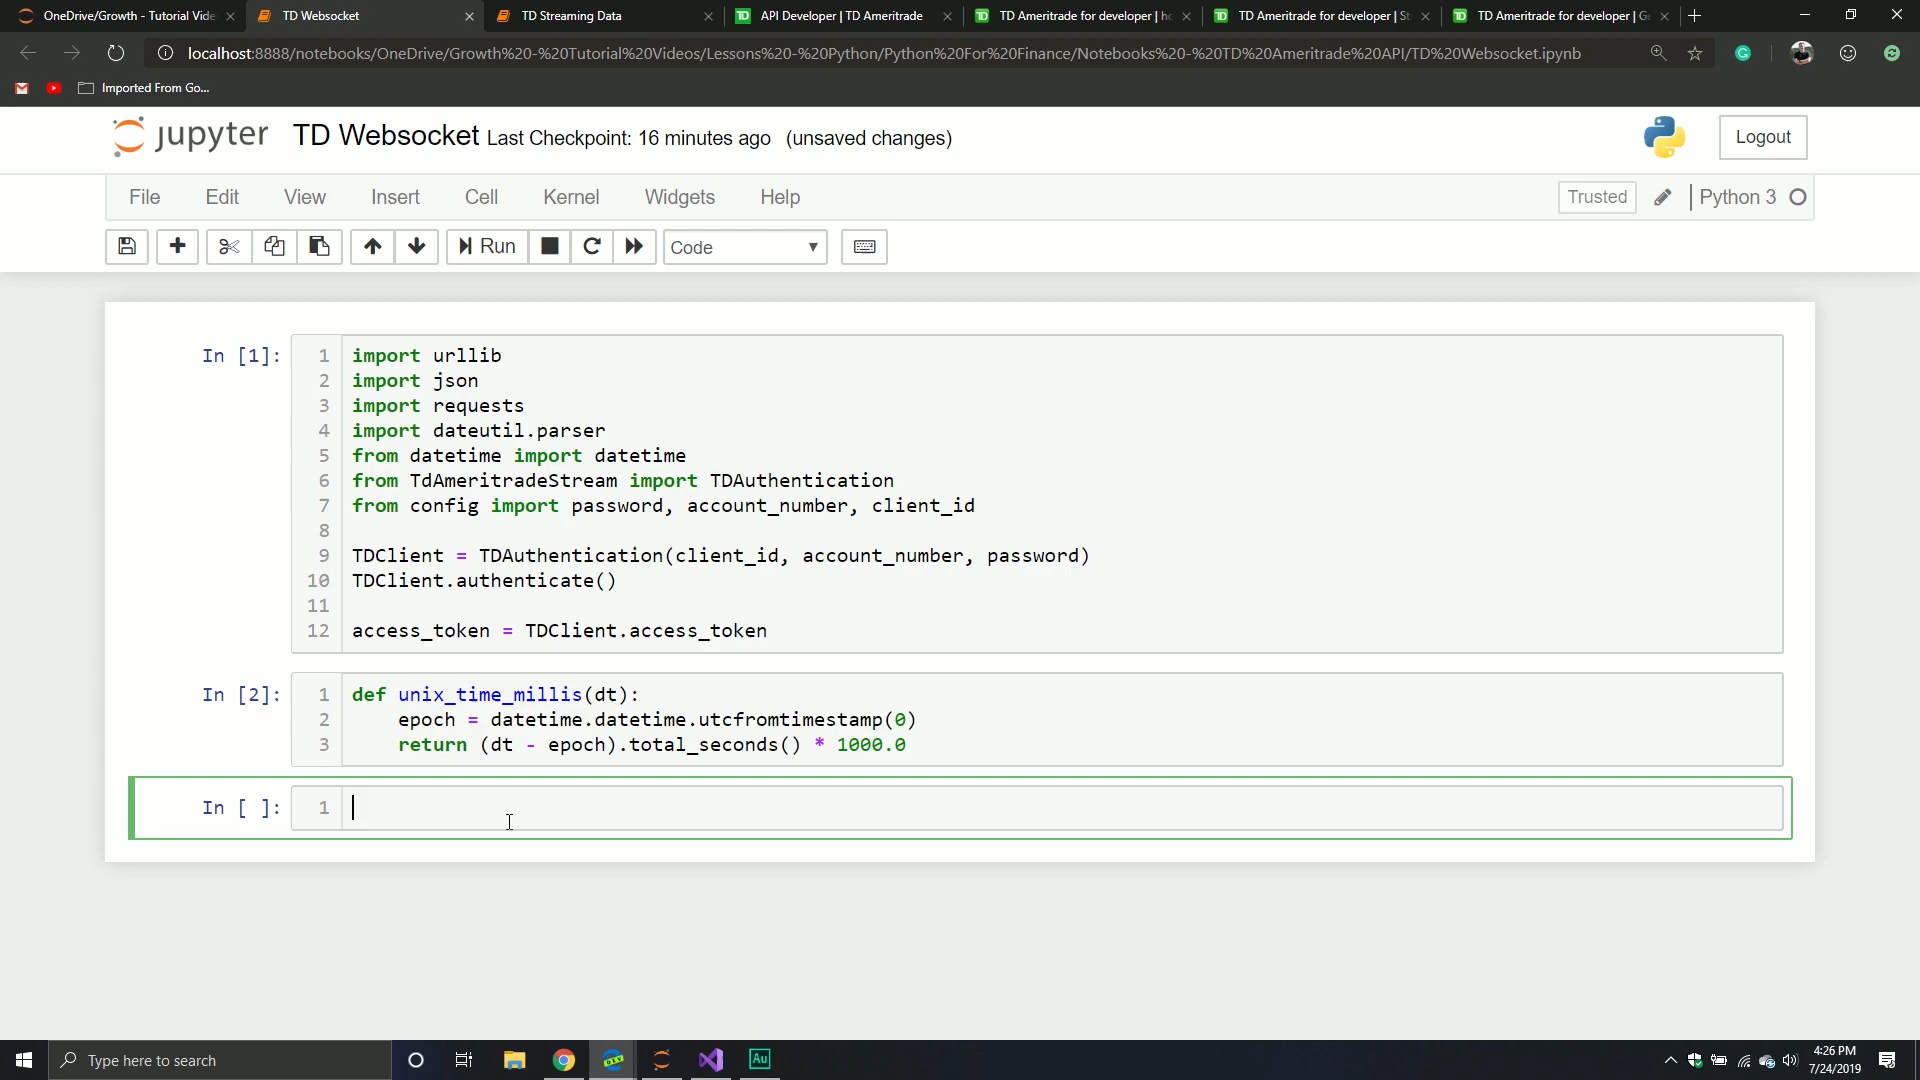 OneDrive/Growth - Tutorial Vide
TD Websocket
TD Streaming Data
TD API Developer | TD Ameritrade
TD Ameritrade for developer | ho
TD Ameritrade for developer | St
TD Ameritrade for developer | Ge
localhost:8888/notebooks/OneDrive/Growth%20-%20Tutorial%20Videos/Lessons%20-%20Python/Python%20For%20Finance/Notebooks%20-%20TD%20Ameritrade%20API/TD%20Websocket.ipynb
Imported From Go...
jupyter TD Websocket Last Checkpoint: 16 minutes ago (unsaved changes)
Logout
File Edit View Insert Cell Kernel Widgets Help
Trusted Python 3
Run Code
In [1]:
1 import urllib
2 import json
3 import requests
4 import dateutil.parser
5 from datetime import datetime
6 from TdAmeritradeStream import TDAuthentication
7 from config import password, account_number, client_id
8
9 TDClient = TDAuthentication(client_id, account_number, password)
10 TDClient.authenticate()
11
12 access_token = TDClient.access_token
In [2]:
1 def unix_time_millis(dt):
2 epoch = datetime.datetime.utcfromtimestamp(0)
3 return (dt - epoch).total_seconds() * 1000.0
In [ ]:
1
Type here to search
DEV
Au
4:26 PM
7/24/2019